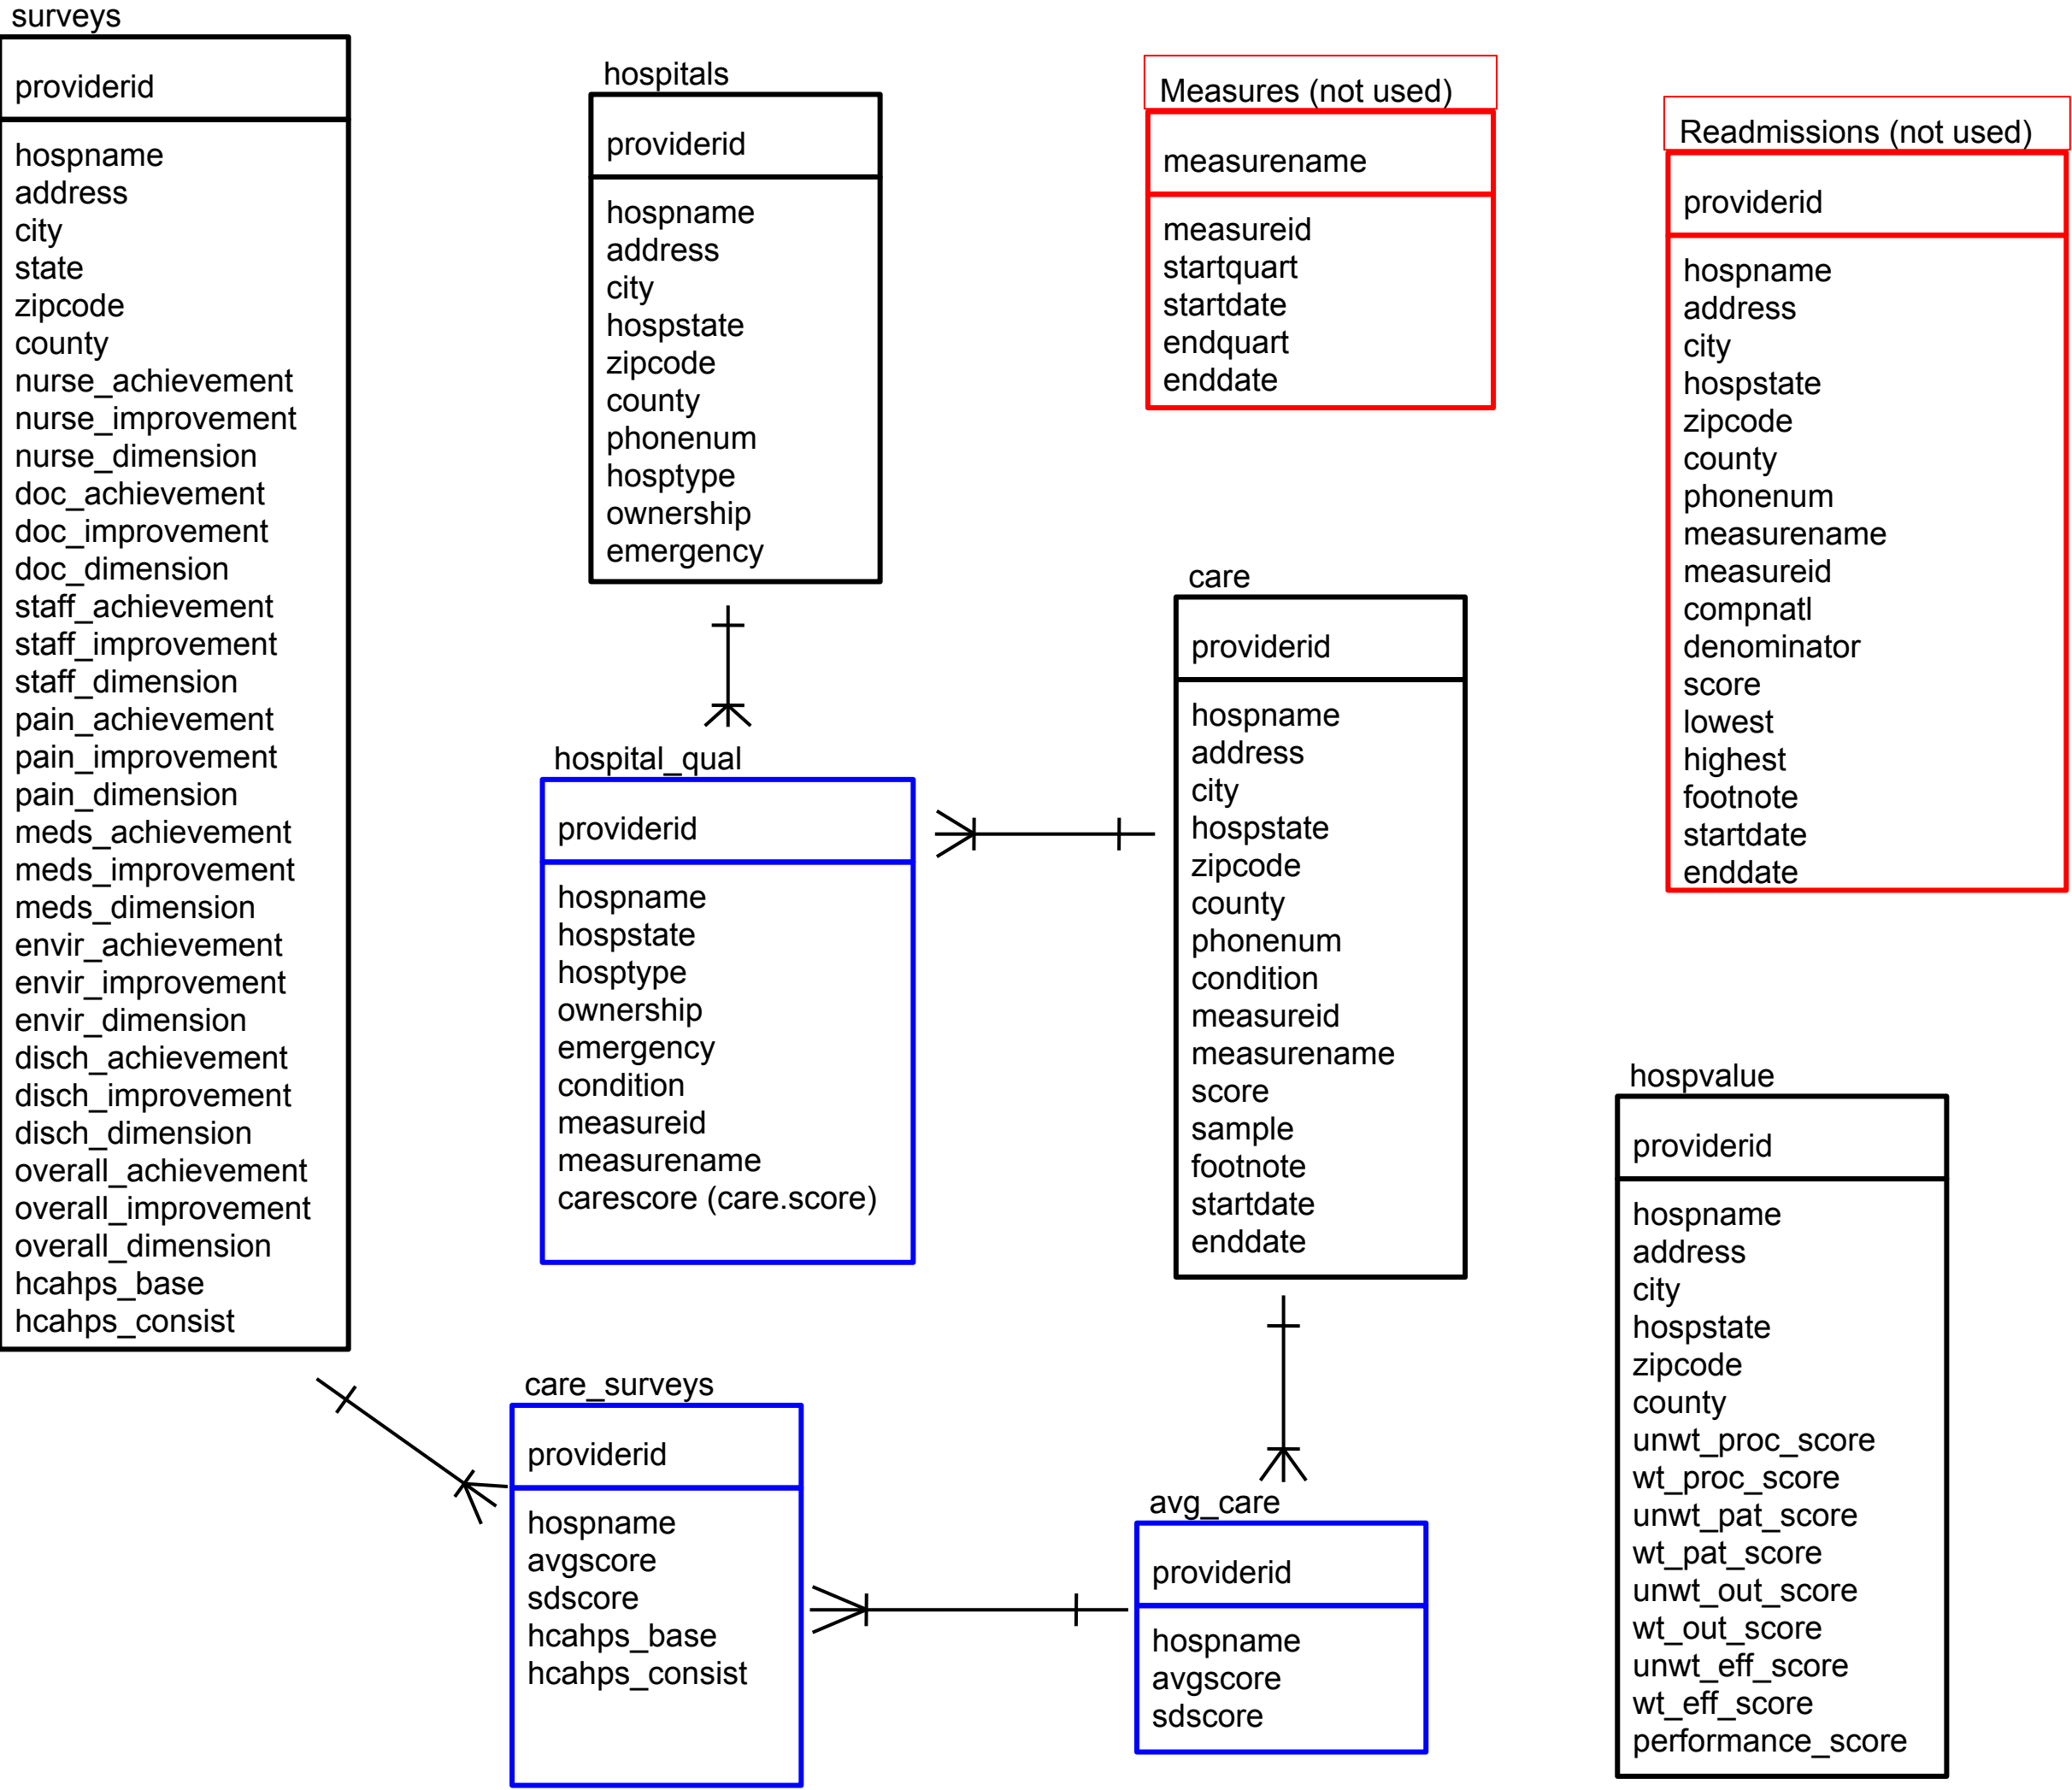 surveys
providerid
hospname
address
city
state
zipcode
county
nurse_achievement
nurse_improvement
nurse_dimension
doc_achievement
doc_improvement
doc_dimension
staff_achievement
staff_improvement
staff_dimension
pain_achievement
pain_improvement
pain_dimension
meds_achievement
meds_improvement
meds_dimension
envir_achievement
envir_improvement
envir_dimension
disch_achievement
disch_improvement
disch_dimension
overall_achievement
overall_improvement
overall_dimension
hcahps_base
hcahps_consist
hospitals
providerid
hospname
address
city
hospstate
zipcode
county
phonenum
hosptype
ownership
emergency
hospital_qual
providerid
hospname
hospstate
hosptype
ownership
emergency
condition
measureid
measurename
carescore (care.score)
care_surveys
providerid
hospname
avgscore
sdscore
hcahps_base
hcahps_consist
Measures (not used)
measurename
measureid
startquart
startdate
endquart
enddate
care
providerid
hospname
address
city
hospstate
zipcode
county
phonenum
condition
measureid
measurename
score
sample
footnote
startdate
enddate
avg_care
providerid
hospname
avgscore
sdscore
Readmissions (not used)
providerid
hospname
address
city
hospstate
zipcode
county
phonenum
measurename
measureid
compnatl
denominator
score
lowest
highest
footnote
startdate
enddate
hospvalue
providerid
hospname
address
city
hospstate
zipcode
county
unwt_proc_score
wt_proc_score
unwt_pat_score
wt_pat_score
unwt_out_score
wt_out_score
unwt_eff_score
wt_eff_score
performance_score